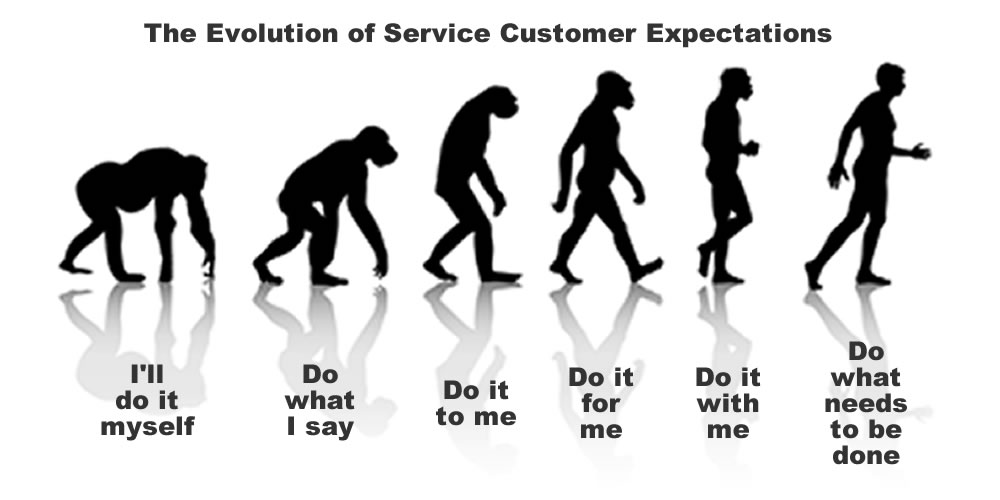 The Evolution of Service Customer Expectations
I'll
do it
myself
Do
what
I say
Do it
to me
Do it
for
me
Do it
with
me
Do
what
needs
to be
done